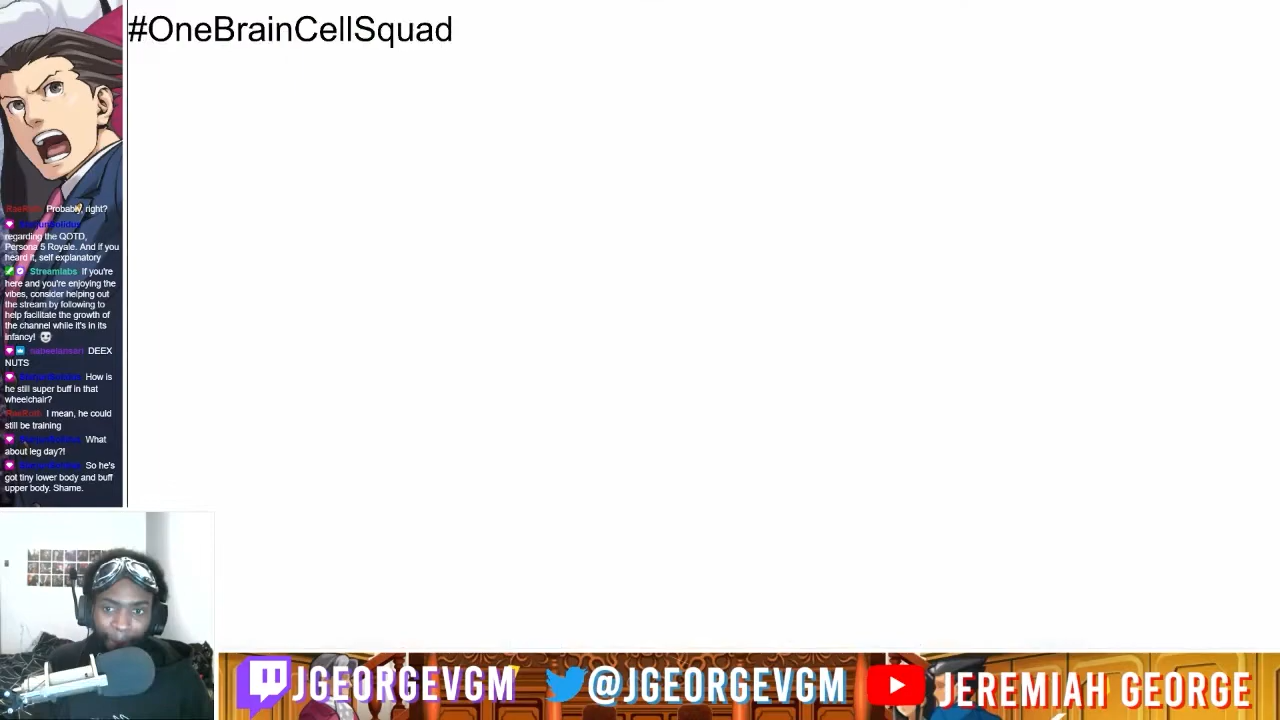 #OneBrainCellSquad
RaeRoth Probably, right?
regarding the QOTD,
Persona 5 Royale. And if you
heard it, self explanatory
Streamlabs If you're
here and you're enjoying the
vibes, consider helping out
the stream by following to
help facilitate the growth of
the channel while it's in its
infancy!
nabeelansari DEEX
NUTS
How is
he still super buff in that
wheelchair?
RaeRoth I mean, he could
still be training
What
about leg day?!
So he's
got tiny lower body and buff
upper body. Shame.
JGEORGEVGM
@JGEORGEVGM
JEREMIAH GEORGE